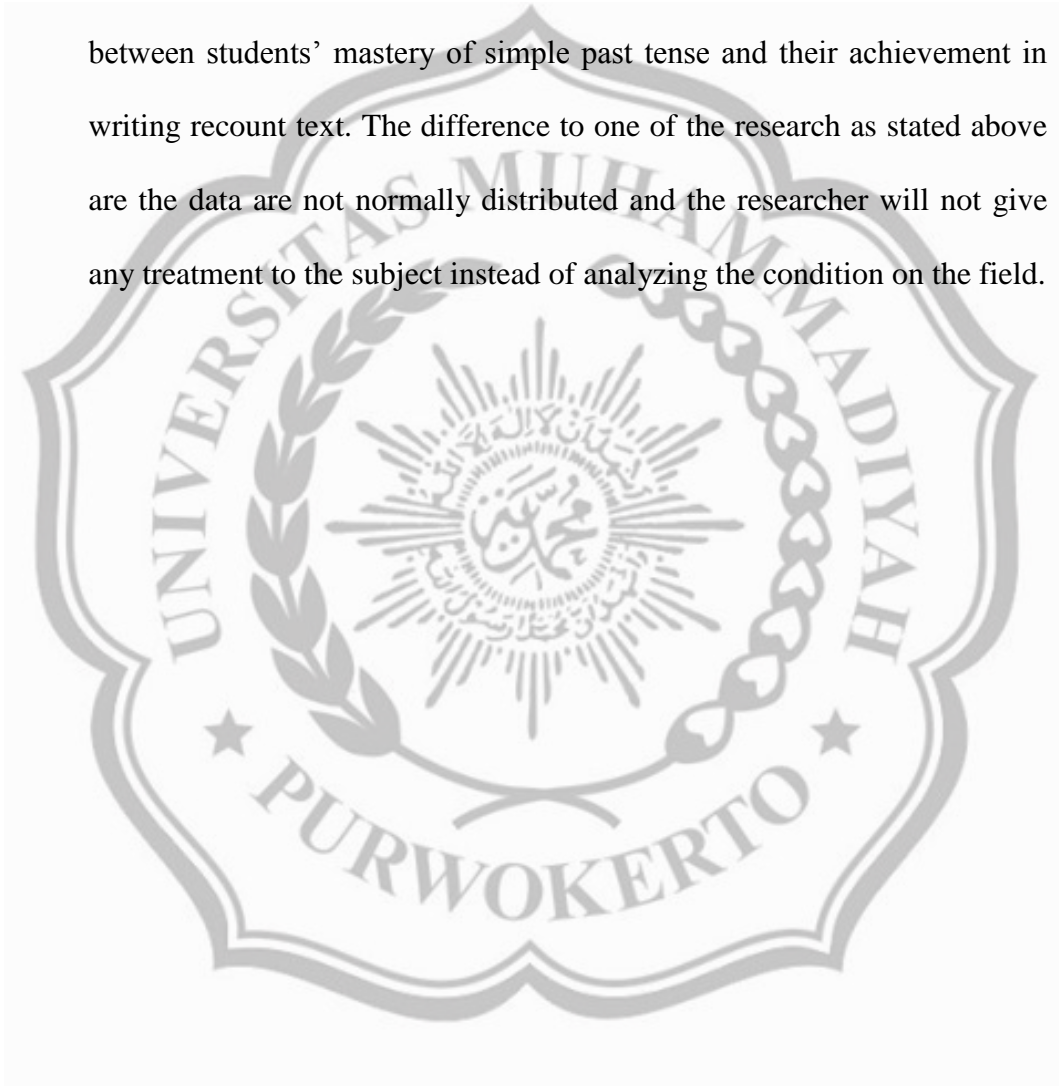 between students’ mastery of simple past tense and their achievement in
writing recount text. The difference to one of the research as stated above
are the data are not normally distributed and the researcher will not give
any treatment to the subject instead of analyzing the condition on the field.
UNIVERSITAS MUHAMMADIYAH
محمدية
★ PURWOKERTO ★